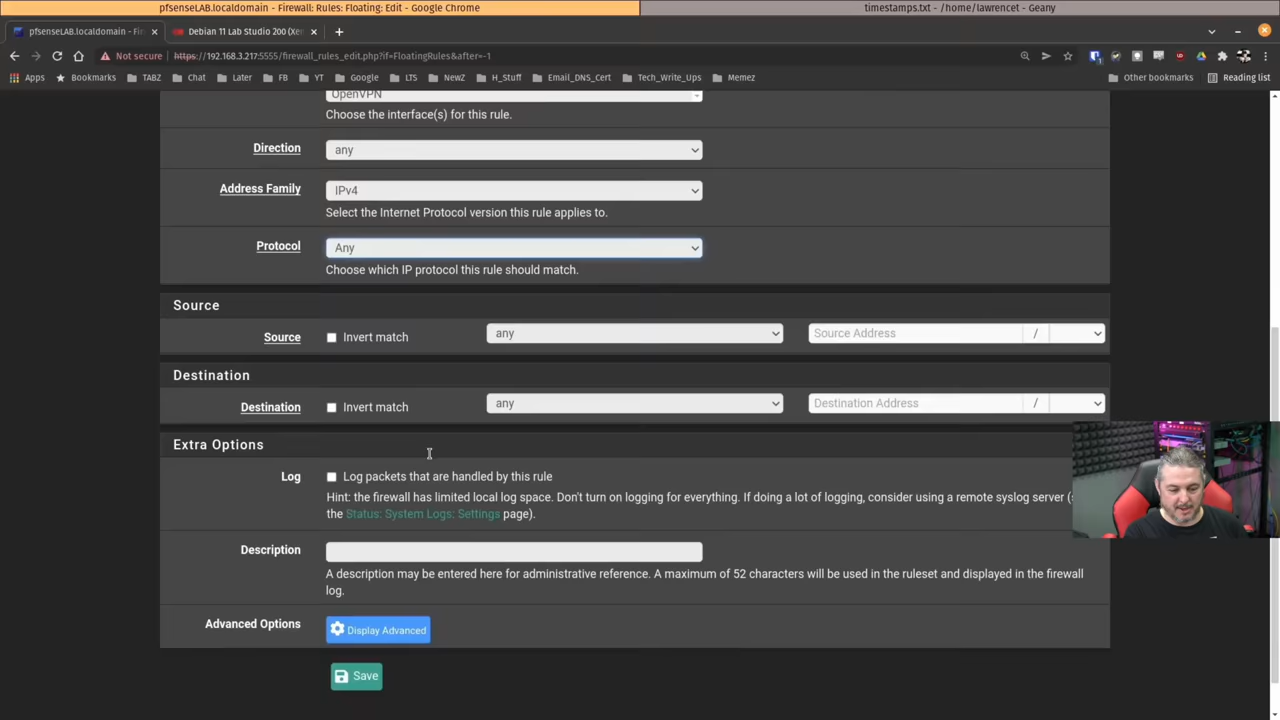 pfsenseLAB.localdomain - Firewall: Rules: Floating: Edit - Google Chrome
timestamps.txt - /home/lawrencet - Geany
pfsenseLAB.localdomain - Fi
Debian 11 Lab Studio 200 (Xen
Not secure https://192.168.3.217:5555/firewall_rules_edit.php?if=FloatingRules&after=-1
Apps Bookmarks TABZ Chat Later FB YT Google LTS NewZ H_Stuff Email_DNS_Cert Tech_Write_Ups Memez Other bookmarks Reading list
OpenVPN
Choose the interface(s) for this rule.
Direction any
Address Family IPv4
Select the Internet Protocol version this rule applies to.
Protocol Any
Choose which IP protocol this rule should match.
Source
Source Invert match any Source Address /
Destination
Destination Invert match any Destination Address /
Extra Options
Log Log packets that are handled by this rule
Hint: the firewall has limited local log space. Don't turn on logging for everything. If doing a lot of logging, consider using a remote syslog server (
the Status: System Logs: Settings page).
Description
A description may be entered here for administrative reference. A maximum of 52 characters will be used in the ruleset and displayed in the firewall
log.
Advanced Options Display Advanced
Save